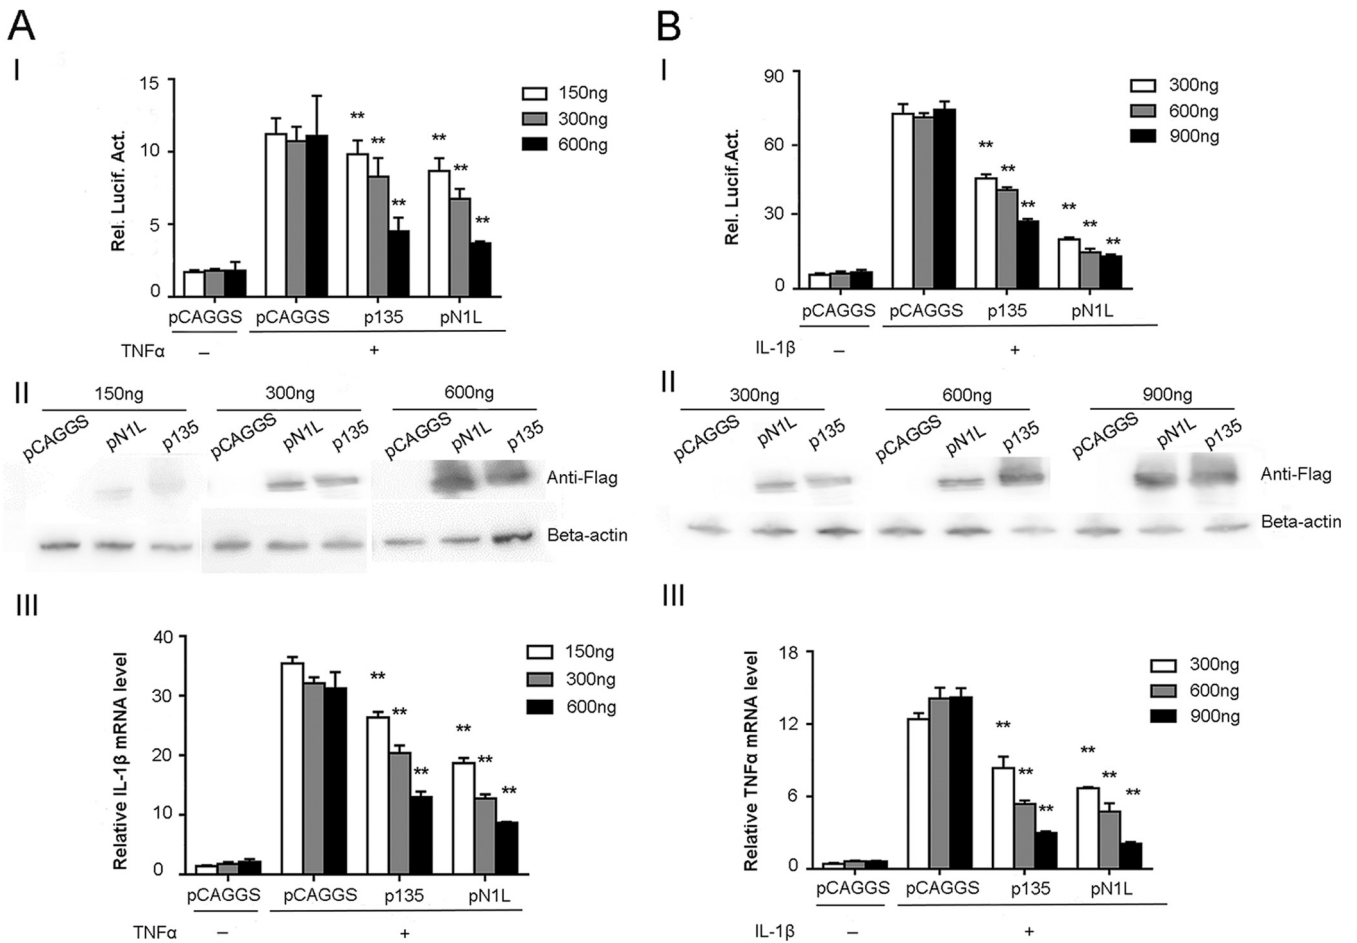 A
I
Rel. Lucif. Act.
15
10
5
0
150ng
300ng
600ng
** ** ** ** ** **
pCAGGS pCAGGS p135 pN1L
TNFα – +
II
150ng 300ng 600ng
pCAGGS pN1L p135 pCAGGS pN1L p135 pCAGGS pN1L p135
Anti-Flag
Beta-actin
III
Relative IL-1β mRNA level
40
30
20
10
0
150ng
300ng
600ng
** ** ** ** ** **
pCAGGS pCAGGS p135 pN1L
TNFα – +
B
I
Rel. Lucif.Act.
90
60
30
0
300ng
600ng
900ng
** ** ** ** ** **
pCAGGS pCAGGS p135 pN1L
IL-1β – +
II
300ng 600ng 900ng
pCAGGS pN1L p135 pCAGGS pN1L p135 pCAGGS pN1L p135
Anti-Flag
Beta-actin
III
Relative TNFα mRNA level
18
12
6
0
300ng
600ng
900ng
** ** ** ** ** **
pCAGGS pCAGGS p135 pN1L
IL-1β – +